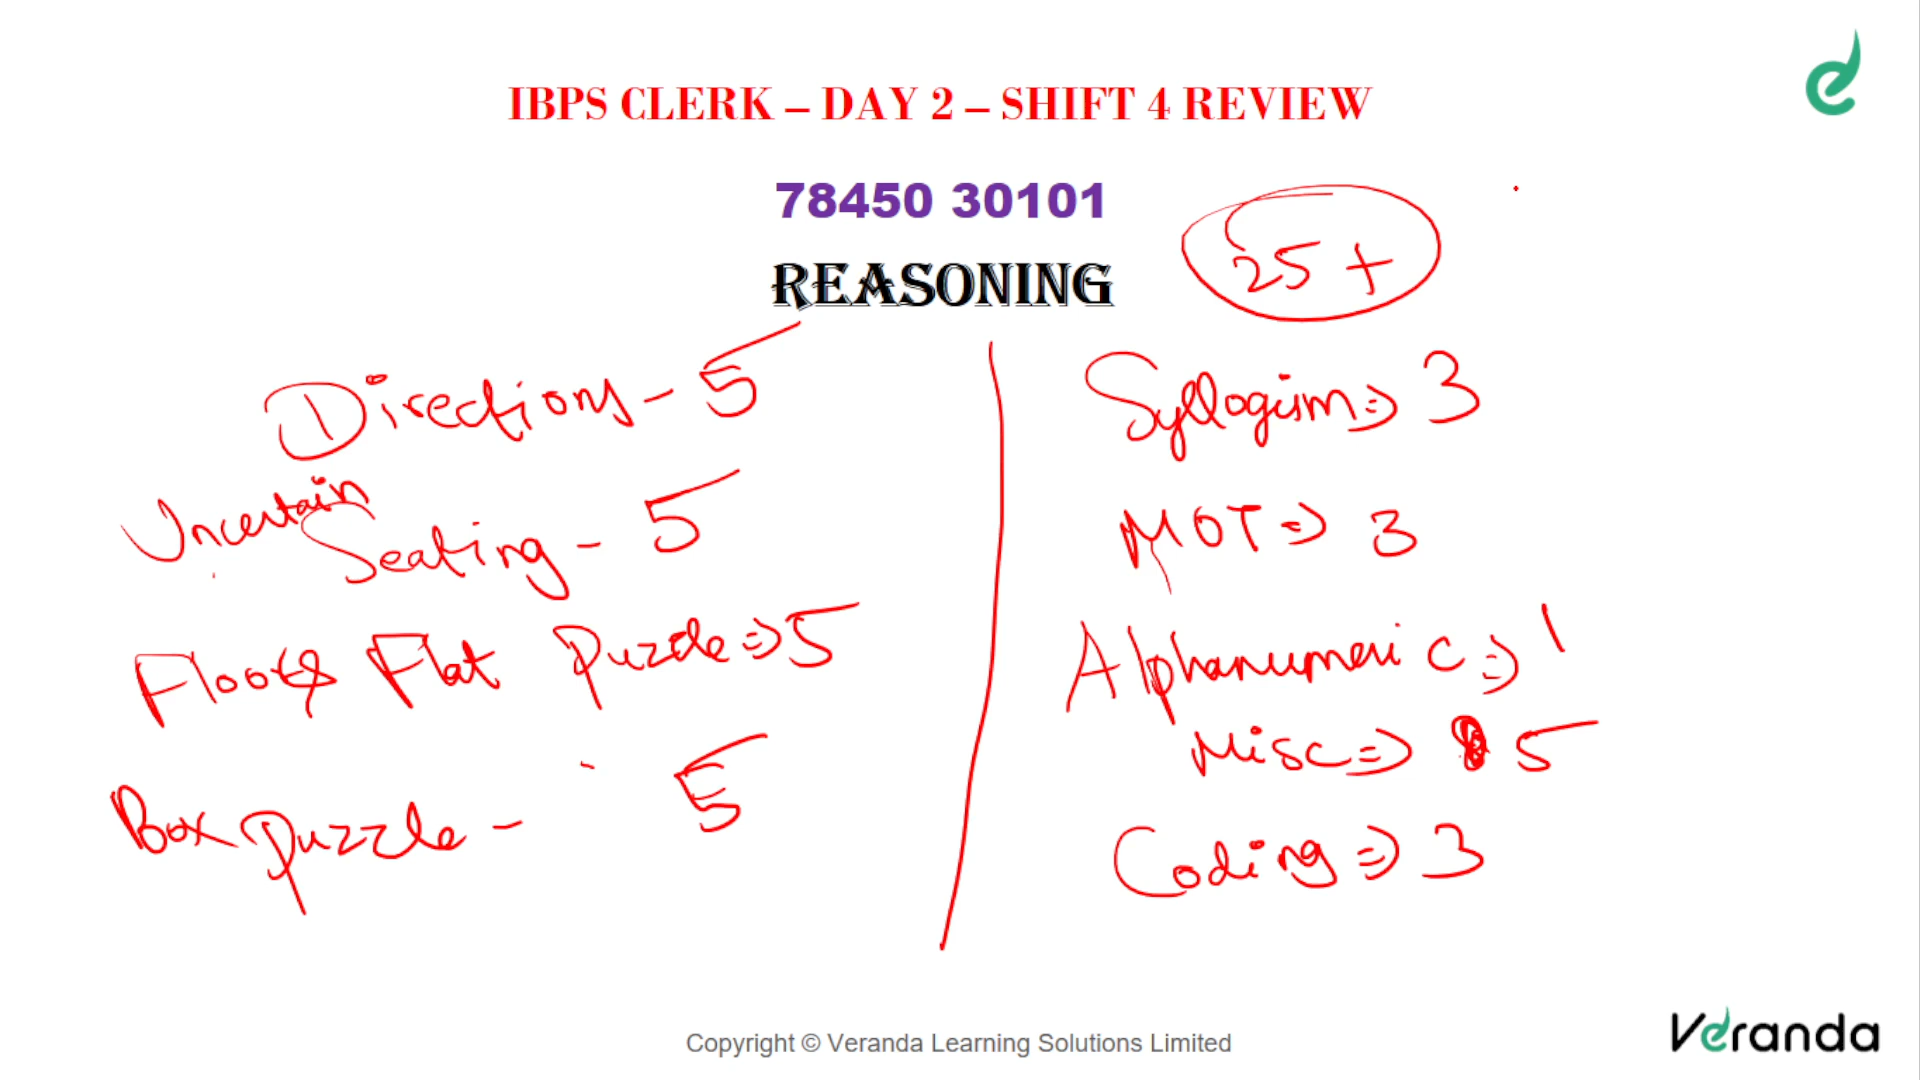 IBPS CLERK – DAY 2 – SHIFT 4 REVIEW
78450 30101
REASONING
25 +
Directions - 5
Uncertain
Seating - 5
Floor & Flat Puzzle => 5
Box Puzzle - 5
Syllogism => 3
MOT => 3
Alphanumeric => 1
Misc => 5
Coding => 3
Copyright © Veranda Learning Solutions Limited
Veranda